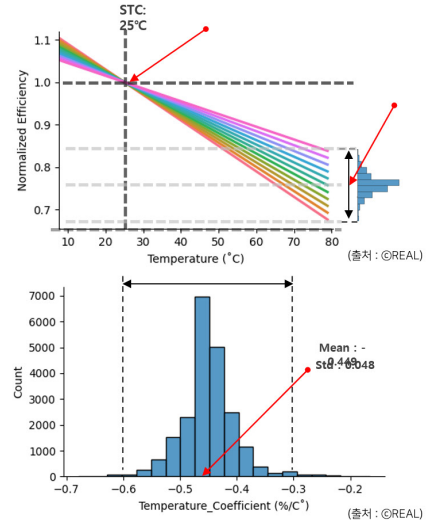 STC:
25℃
1.1
1.0
0.9
0.8
0.7
Normalized Efficiency
10 20 30 40 50 60 70 80
Temperature (˚C)
(출처 : ⓒREAL)
7000
6000
5000
4000
3000
2000
1000
0
Count
Mean : -
0.449
Std : 0.048
−0.7 −0.6 −0.5 −0.4 −0.3 −0.2
Temperature_Coefficient (%/C˚)
(출처 : ⓒREAL)